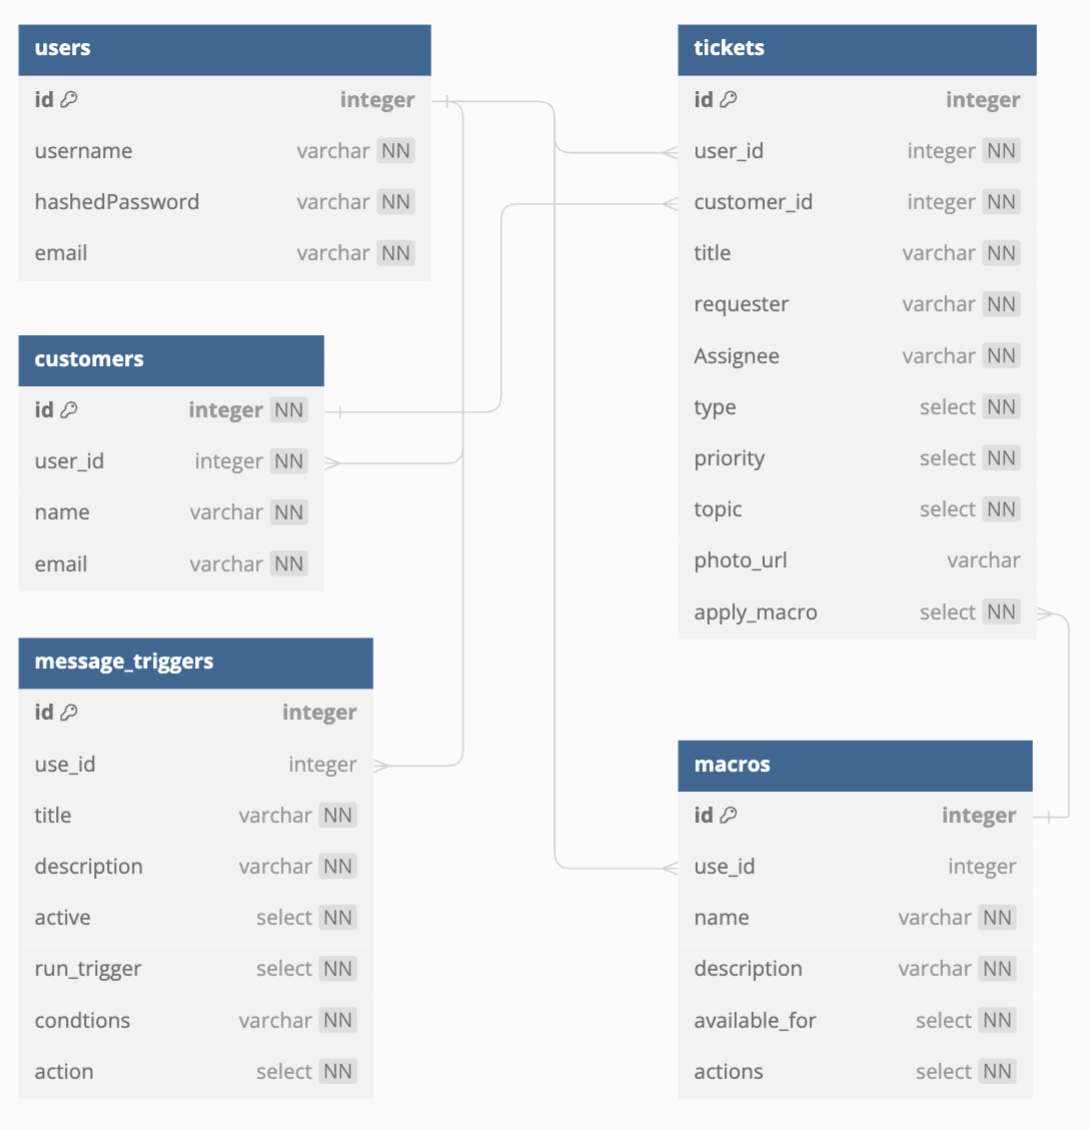 users
id integer
username varchar NN
hashedPassword varchar NN
email varchar NN
customers
id integer NN
user_id integer NN
name varchar NN
email varchar NN
message_triggers
id integer
use_id integer
title varchar NN
description varchar NN
active select NN
run_trigger select NN
condtions varchar NN
action select NN
tickets
id integer
user_id integer NN
customer_id integer NN
title varchar NN
requester varchar NN
Assignee varchar NN
type select NN
priority select NN
topic select NN
photo_url varchar
apply_macro select NN
macros
id integer
use_id integer
name varchar NN
description varchar NN
available_for select NN
actions select NN